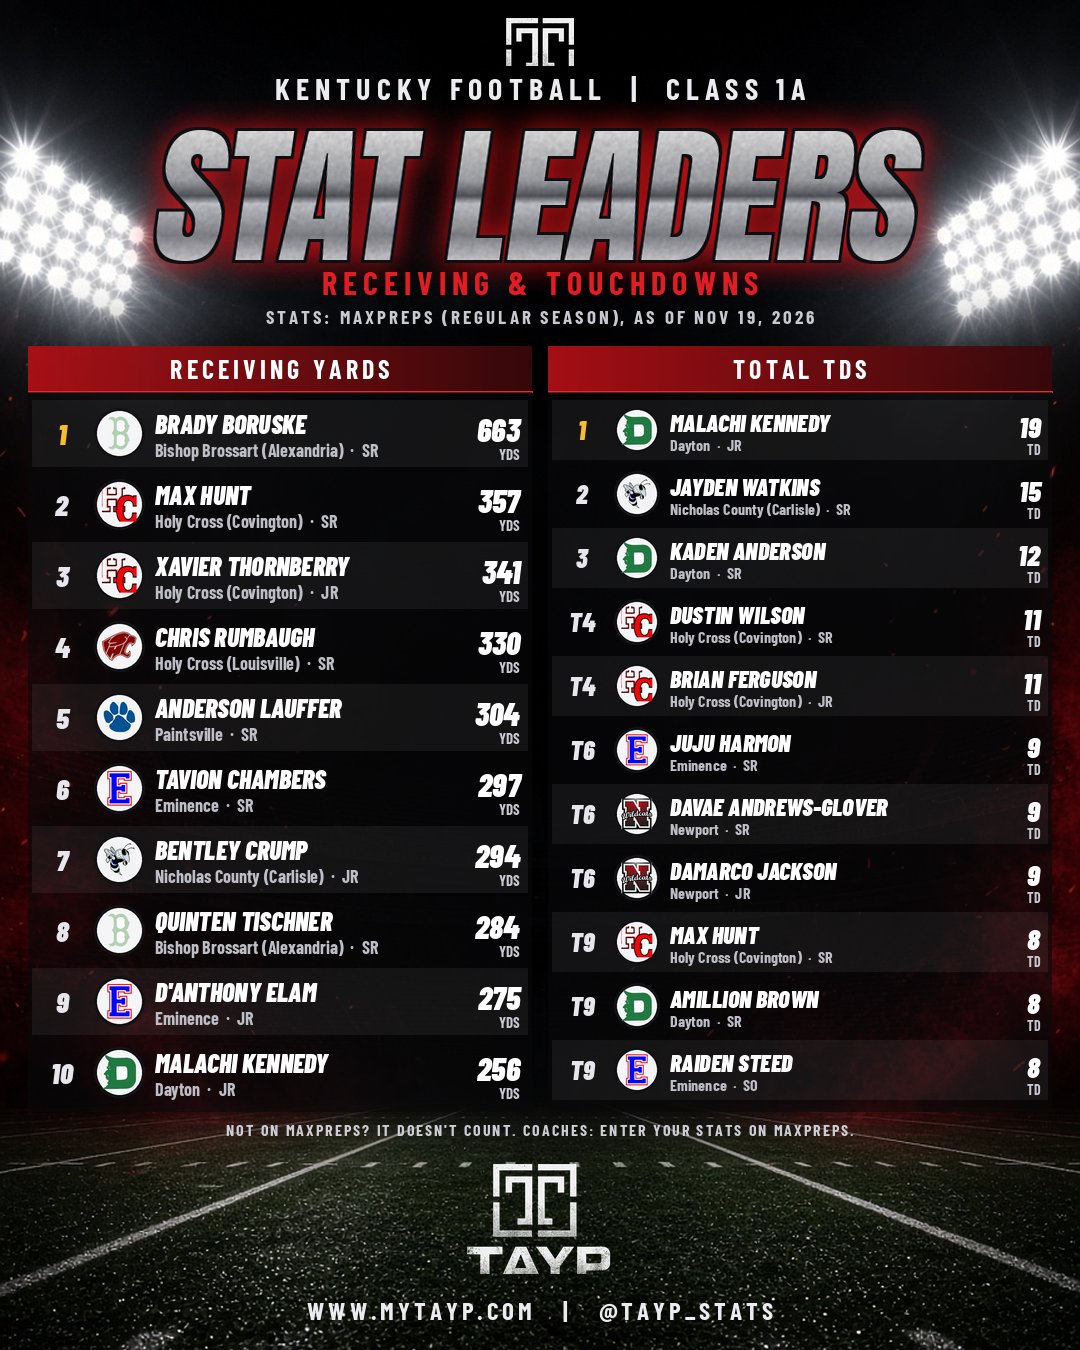 KENTUCKY FOOTBALL | CLASS 1A
STAT LEADERS
RECEIVING & TOUCHDOWNS
STATS: MAXPREPS (REGULAR SEASON), AS OF NOV 19, 2026
RECEIVING YARDS
1 BRADY BORUSKE 663
Bishop Brossart (Alexandria) · SR YDS
2 MAX HUNT 357
Holy Cross (Covington) · SR YDS
3 XAVIER THORNBERRY 341
Holy Cross (Covington) · JR YDS
4 CHRIS RUMBAUGH 330
Holy Cross (Louisville) · SR YDS
5 ANDERSON LAUFFER 304
Paintsville · SR YDS
6 TAVION CHAMBERS 297
Eminence · SR YDS
7 BENTLEY CRUMP 294
Nicholas County (Carlisle) · JR YDS
8 QUINTEN TISCHNER 284
Bishop Brossart (Alexandria) · SR YDS
9 D'ANTHONY ELAM 275
Eminence · JR YDS
10 MALACHI KENNEDY 256
Dayton · JR YDS
TOTAL TDS
1 MALACHI KENNEDY 19
Dayton · JR TD
2 JAYDEN WATKINS 15
Nicholas County (Carlisle) · SR TD
3 KADEN ANDERSON 12
Dayton · SR TD
T4 DUSTIN WILSON 11
Holy Cross (Covington) · SR TD
T4 BRIAN FERGUSON 11
Holy Cross (Covington) · JR TD
T6 JUJU HARMON 9
Eminence · SR TD
T6 DAVAE ANDREWS-GLOVER 9
Newport · SR TD
T6 DAMARCO JACKSON 9
Newport · JR TD
T9 MAX HUNT 8
Holy Cross (Covington) · SR TD
T9 AMILLION BROWN 8
Dayton · SR TD
T9 RAIDEN STEED 8
Eminence · SO TD
NOT ON MAXPREPS? IT DOESN'T COUNT. COACHES: ENTER YOUR STATS ON MAXPREPS.
TAYP
WWW.MYTAYP.COM | @TAYP_STATS